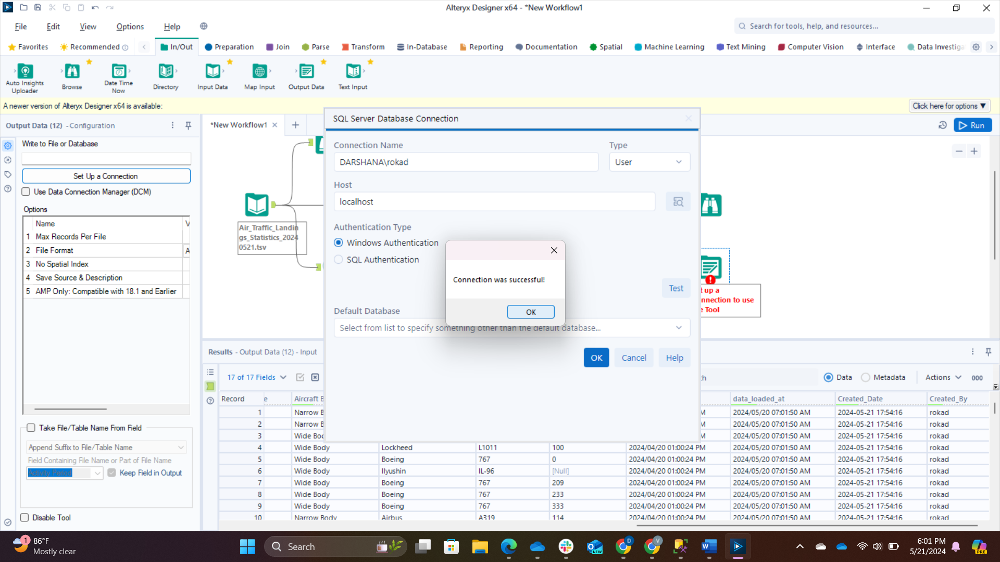 Alteryx Designer x64 - *New Workflow1
File Edit View Options Help
Search for tools, help, and resources...
Favorites Recommended In/Out Preparation Join Parse Transform In-Database Reporting Documentation Spatial Machine Learning Text Mining Computer Vision Interface Data Investiga
Auto Insights Uploader
Browse
Date Time Now
Directory
Input Data
Map Input
Output Data
Text Input
A newer version of Alteryx Designer x64 is available:
Click here for options ▼
Output Data (12) - Configuration
Write to File or Database
Set Up a Connection
Use Data Connection Manager (DCM)
Options
Name V
1 Max Records Per File
2 File Format A
3 No Spatial Index
4 Save Source & Description
5 AMP Only: Compatible with 18.1 and Earlier
Take File/Table Name From Field
Append Suffix to File/Table Name
Field Containing File Name or Part of File Name
Activity Period
Keep Field in Output
Disable Tool
*New Workflow1
Run
Air_Traffic_Landin
gs_Statistics_2024
0521.tsv
t up a
nnection to use
e Tool
SQL Server Database Connection
Connection Name
DARSHANA\rokad
Type
User
Host
localhost
Authentication Type
Windows Authentication
SQL Authentication
Test
Default Database
Select from list to specify something other than the default database...
OK Cancel Help
Connection was successful!
OK
Results - Output Data (12) - Input
17 of 17 Fields
ch
Data Metadata Actions 000
Record e Aircraft B data_loaded_at Created_Date Created_By
1 Narrow B M 2024/05/20 07:01:50 AM 2024-05-21 17:54:16 rokad
2 Narrow B M 2024/05/20 07:01:50 AM 2024-05-21 17:54:16 rokad
3 Wide Bod M 2024/05/20 07:01:50 AM 2024-05-21 17:54:16 rokad
4 Wide Body Lockheed L1011 100 2024/04/20 01:00:24 PM 2024/05/20 07:01:50 AM 2024-05-21 17:54:16 rokad
5 Wide Body Boeing 767 0 2024/04/20 01:00:24 PM 2024/05/20 07:01:50 AM 2024-05-21 17:54:16 rokad
6 Wide Body Ilyushin IL-96 [Null] 2024/04/20 01:00:24 PM 2024/05/20 07:01:50 AM 2024-05-21 17:54:16 rokad
7 Wide Body Boeing 767 209 2024/04/20 01:00:24 PM 2024/05/20 07:01:50 AM 2024-05-21 17:54:16 rokad
8 Wide Body Boeing 767 233 2024/04/20 01:00:24 PM 2024/05/20 07:01:50 AM 2024-05-21 17:54:16 rokad
9 Wide Body Boeing 767 333 2024/04/20 01:00:24 PM 2024/05/20 07:01:50 AM 2024-05-21 17:54:16 rokad
10 Narrow Body Airbus A319 114 2024/04/20 01:00:24 PM 2024/05/20 07:01:50 AM 2024-05-21 17:54:16 rokad
1
86°F
Mostly clear
Search
NEW
D
V
W
6:01 PM
5/21/2024
PRE